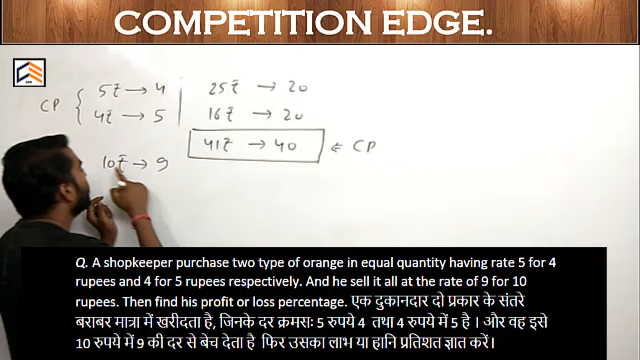 COMPETITION EDGE.
CP { 5₹ → 4 | 25₹ → 20
4₹ → 5 | 16₹ → 20
41₹ → 40 ← CP
10₹ → 9
Q. A shopkeeper purchase two type of orange in equal quantity having rate 5 for 4
rupees and 4 for 5 rupees respectively. And he sell it all at the rate of 9 for 10
rupees. Then find his profit or loss percentage. एक दुकानदार दो प्रकार के संतरे
बराबर मात्रा में खरीदता है, जिनके दर क्रमसः 5 रुपये 4 तथा 4 रुपये में 5 है । और वह इसे
10 रुपये में 9 की दर से बेच देता है फिर उसका लाभ या हानि प्रतिशत ज्ञात करें।